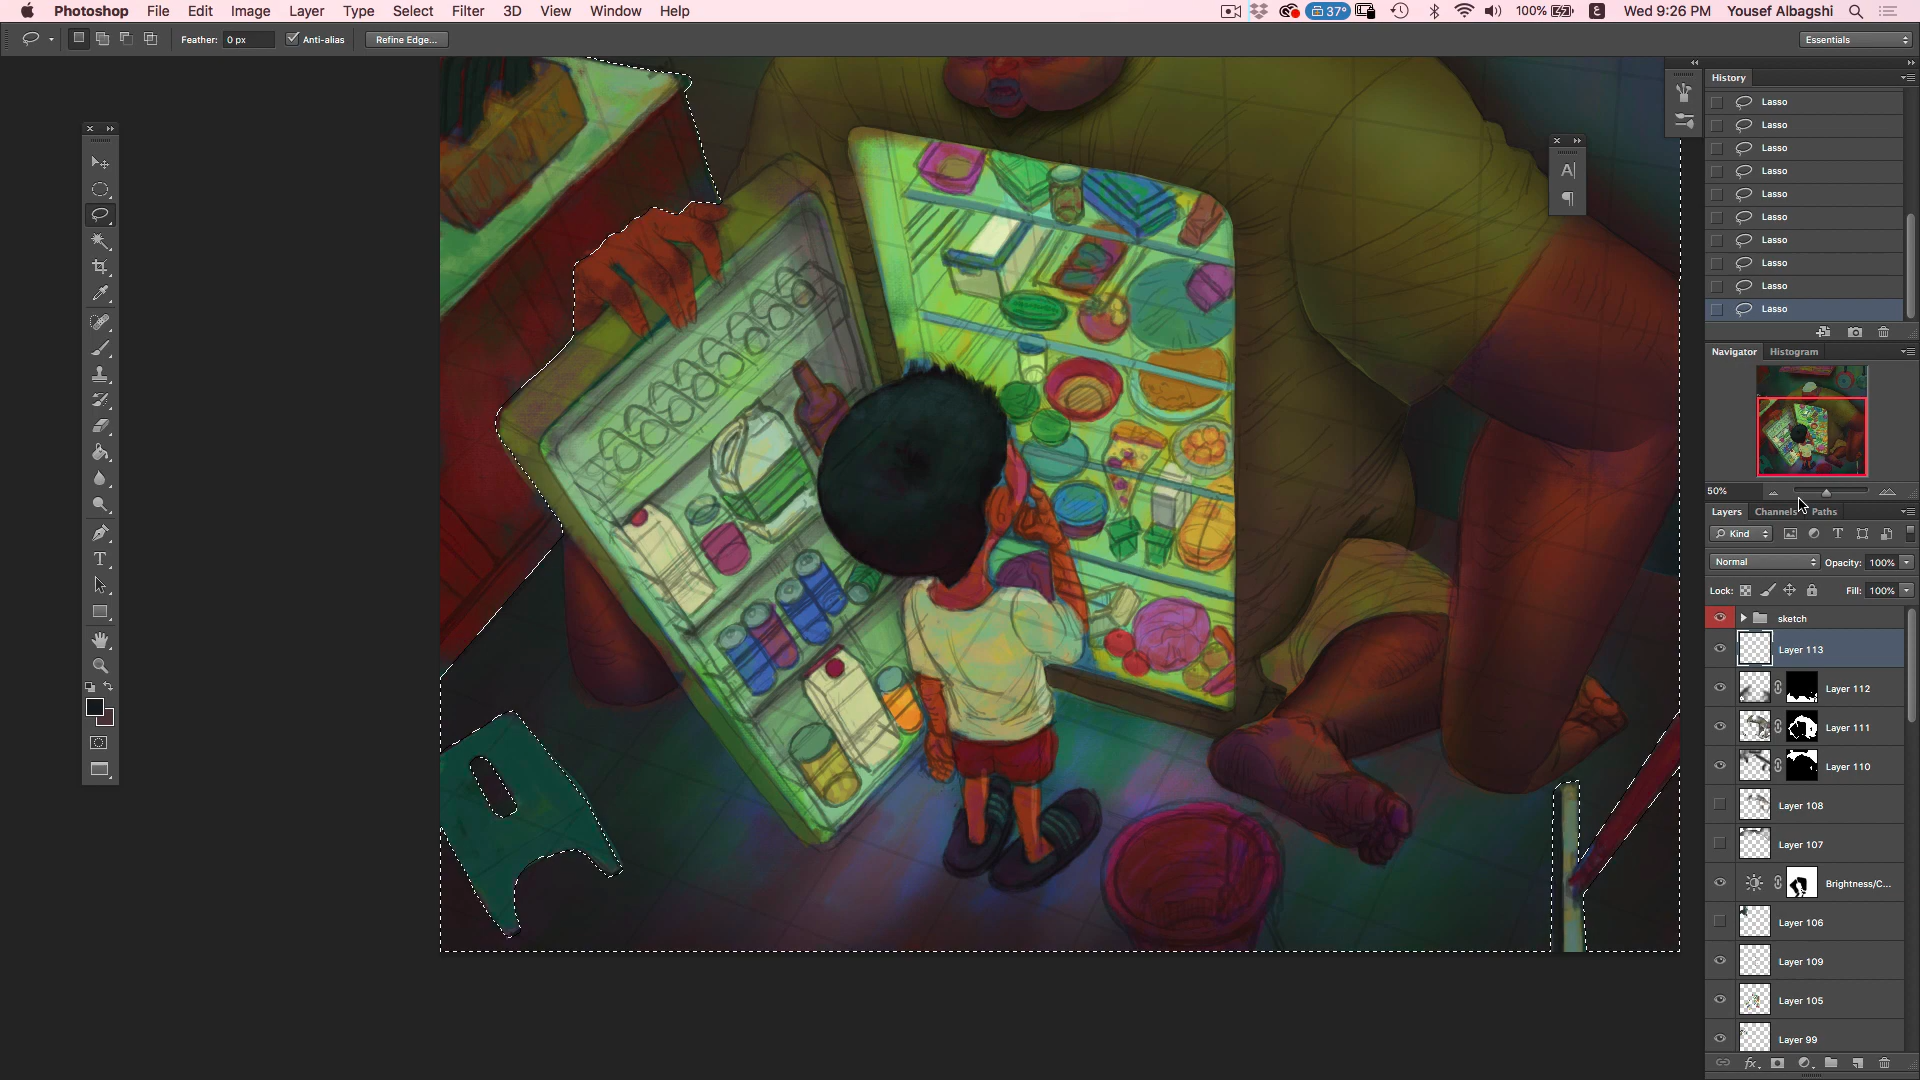 Photoshop File Edit Image Layer Type Select Filter 3D View Window Help 37° 100% ع Wed 9:26 PM Yousef Albagshi
Feather: 0 px Anti-alias Refine Edge... Essentials
History
Lasso
Lasso
Lasso
Lasso
Lasso
Lasso
Lasso
Lasso
Lasso
Lasso
Navigator Histogram
50%
Layers Channels Paths
Kind T
Normal Opacity: 100%
Lock: Fill: 100%
sketch
Layer 113
Layer 112
Layer 111
Layer 110
Layer 108
Layer 107
Brightness/C...
Layer 106
Layer 109
Layer 105
Layer 99
fx
T
A
¶